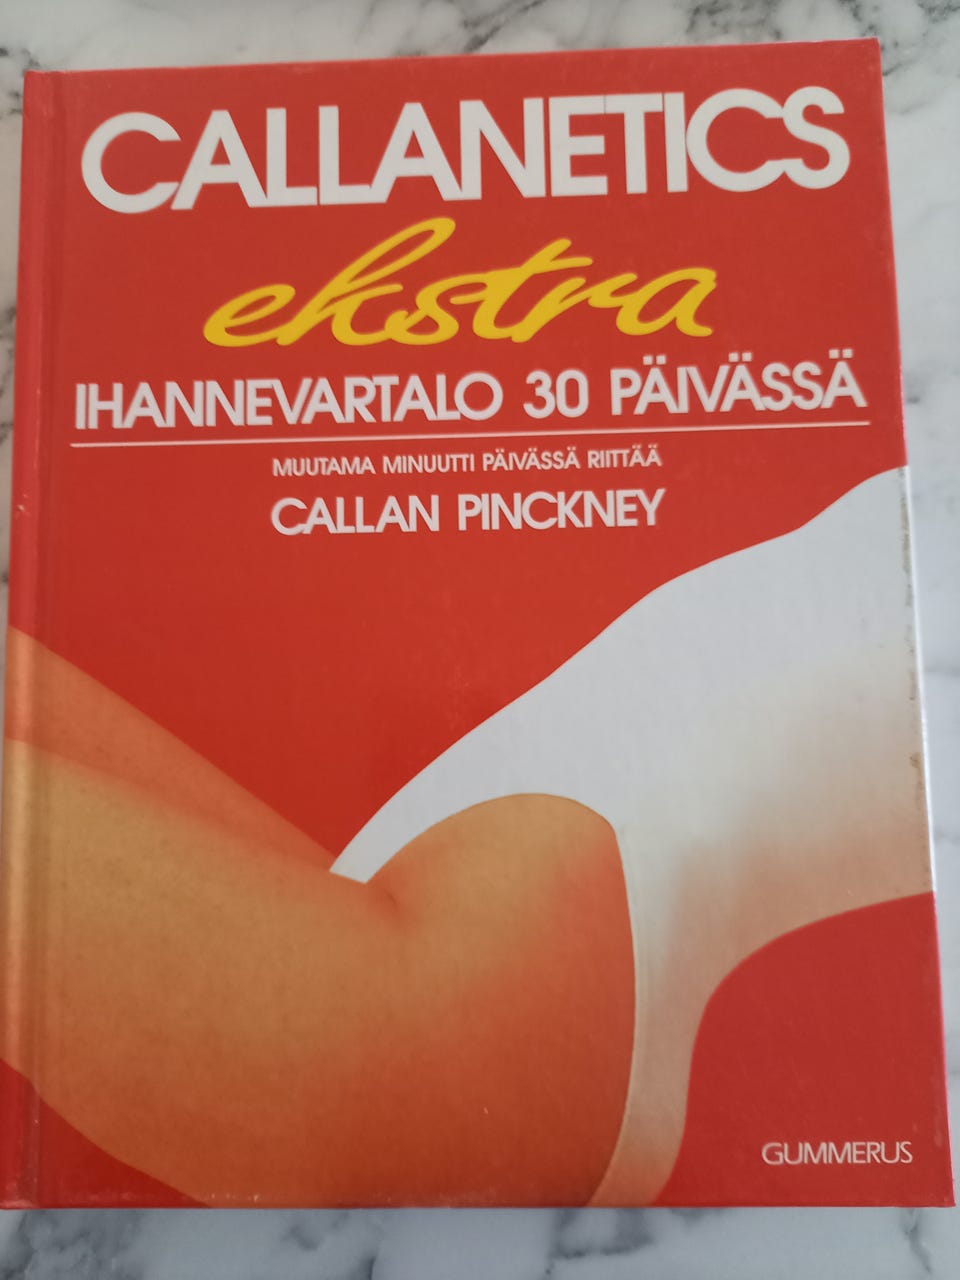 CALLANETICS
ekstra
IHANNEVARTALO 30 PÄIVÄSSÄ
MUUTAMA MINUUTTI PÄIVÄSSÄ RIITTÄÄ
CALLAN PINCKNEY
GUMMERUS